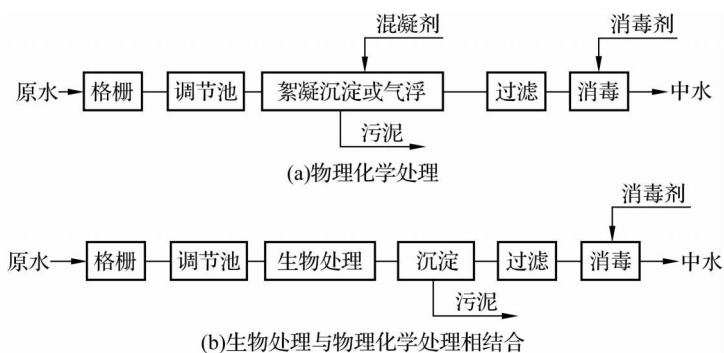 混凝剂 消毒剂
原水 格栅 调节池 絮凝沉淀或气浮 过滤 消毒 中水
污泥
(a)物理化学处理
消毒剂
原水 格栅 调节池 生物处理 沉淀 过滤 消毒 中水
污泥
(b)生物处理与物理化学处理相结合